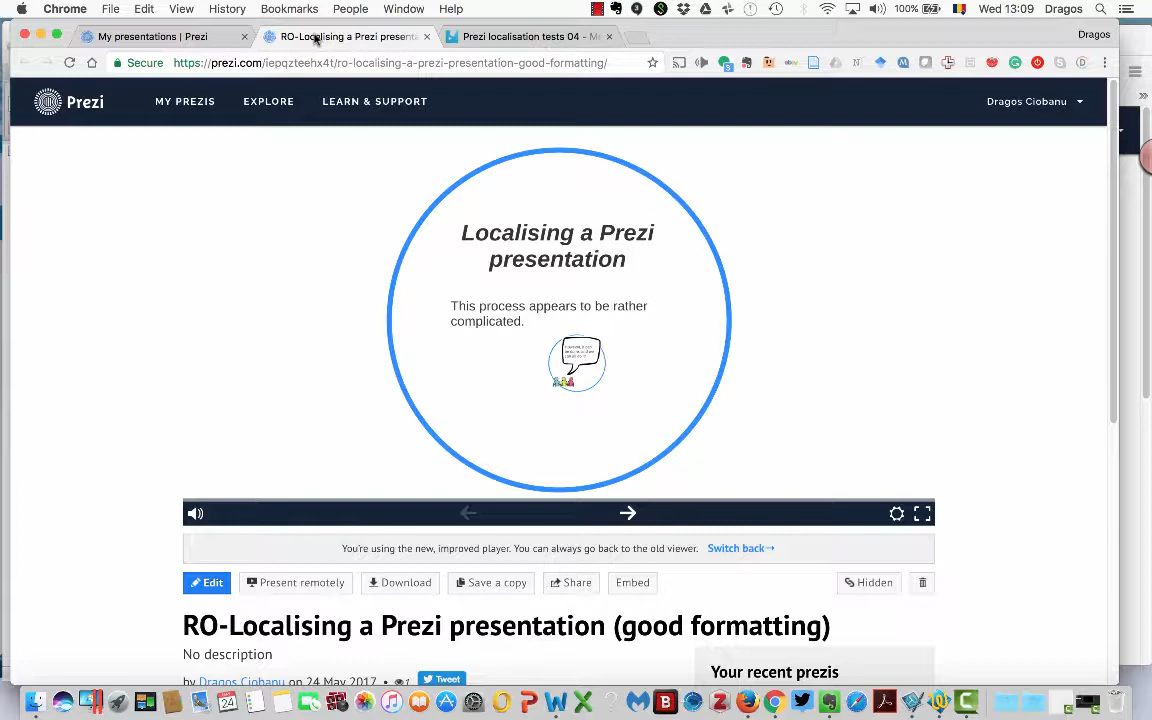 Chrome File Edit View History Bookmarks People Window Help 100% Wed 13:09 Dragos
My presentations | Prezi
RO-Localising a Prezi presenta
Prezi localisation tests 04 - Me
Dragos
Secure https://prezi.com/iepqzteehx4t/ro-localising-a-prezi-presentation-good-formatting/
Prezi MY PREZIS EXPLORE LEARN & SUPPORT Dragos Ciobanu
Localising a Prezi
presentation
This process appears to be rather
complicated.
You're using the new, improved player. You can always go back to the old viewer. Switch back→
Edit Present remotely Download Save a copy Share Embed Hidden
RO-Localising a Prezi presentation (good formatting)
No description
Your recent prezis
by Dragos Ciobanu on 24 May 2017 • 1 Tweet